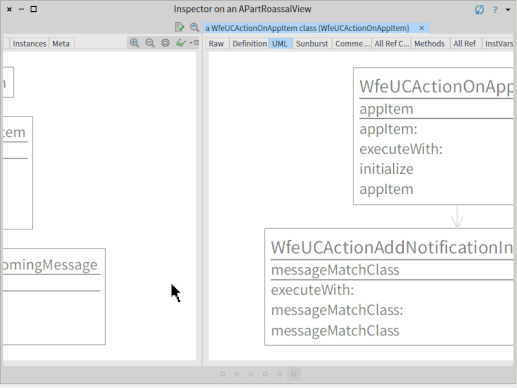 Inspector on an APartRoassalView
a WfeUCActionOnAppItem class (WfeUCActionOnAppItem) ×
Instances Meta
Raw Definition UML Sunburst Comme... All Ref C... Methods All Ref InstVars
n
tem
omingMessage
WfeUCActionOnApp
appItem
appItem:
executeWith:
initialize
appItem
WfeUCActionAddNotificationIn
messageMatchClass
executeWith:
messageMatchClass:
messageMatchClass